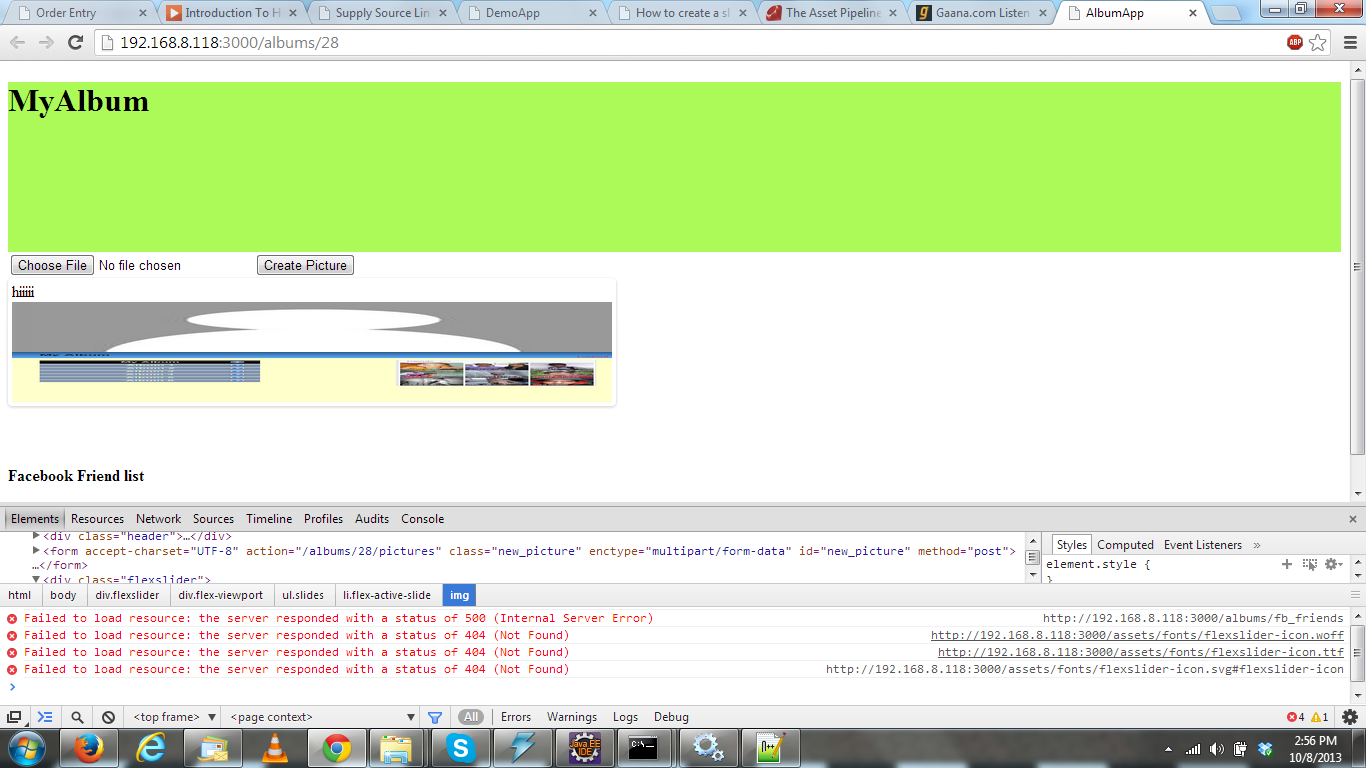 Order Entry
Introduction To H
Supply Source Lin
DemoApp
How to create a sl
The Asset Pipeline
Gaana.com Listen
AlbumApp
192.168.8.118:3000/albums/28
ABP
MyAlbum
Choose File No file chosen Create Picture
hiiiii
Facebook Friend list
Elements Resources Network Sources Timeline Profiles Audits Console
<div class="header">…</div>
<form accept-charset="UTF-8" action="/albums/28/pictures" class="new_picture" enctype="multipart/form-data" id="new_picture" method="post">
…</form>
<div class="flexslider">
Styles Computed Event Listeners »
element.style {
}
html body div.flexslider div.flex-viewport ul.slides li.flex-active-slide img
Failed to load resource: the server responded with a status of 500 (Internal Server Error) http://192.168.8.118:3000/albums/fb_friends
Failed to load resource: the server responded with a status of 404 (Not Found) http://192.168.8.118:3000/assets/fonts/flexslider-icon.woff
Failed to load resource: the server responded with a status of 404 (Not Found) http://192.168.8.118:3000/assets/fonts/flexslider-icon.ttf
Failed to load resource: the server responded with a status of 404 (Not Found) http://192.168.8.118:3000/assets/fonts/flexslider-icon.svg#flexslider-icon
<top frame> <page context> All Errors Warnings Logs Debug 4 1
Java EE
IDE
2:56 PM
10/8/2013